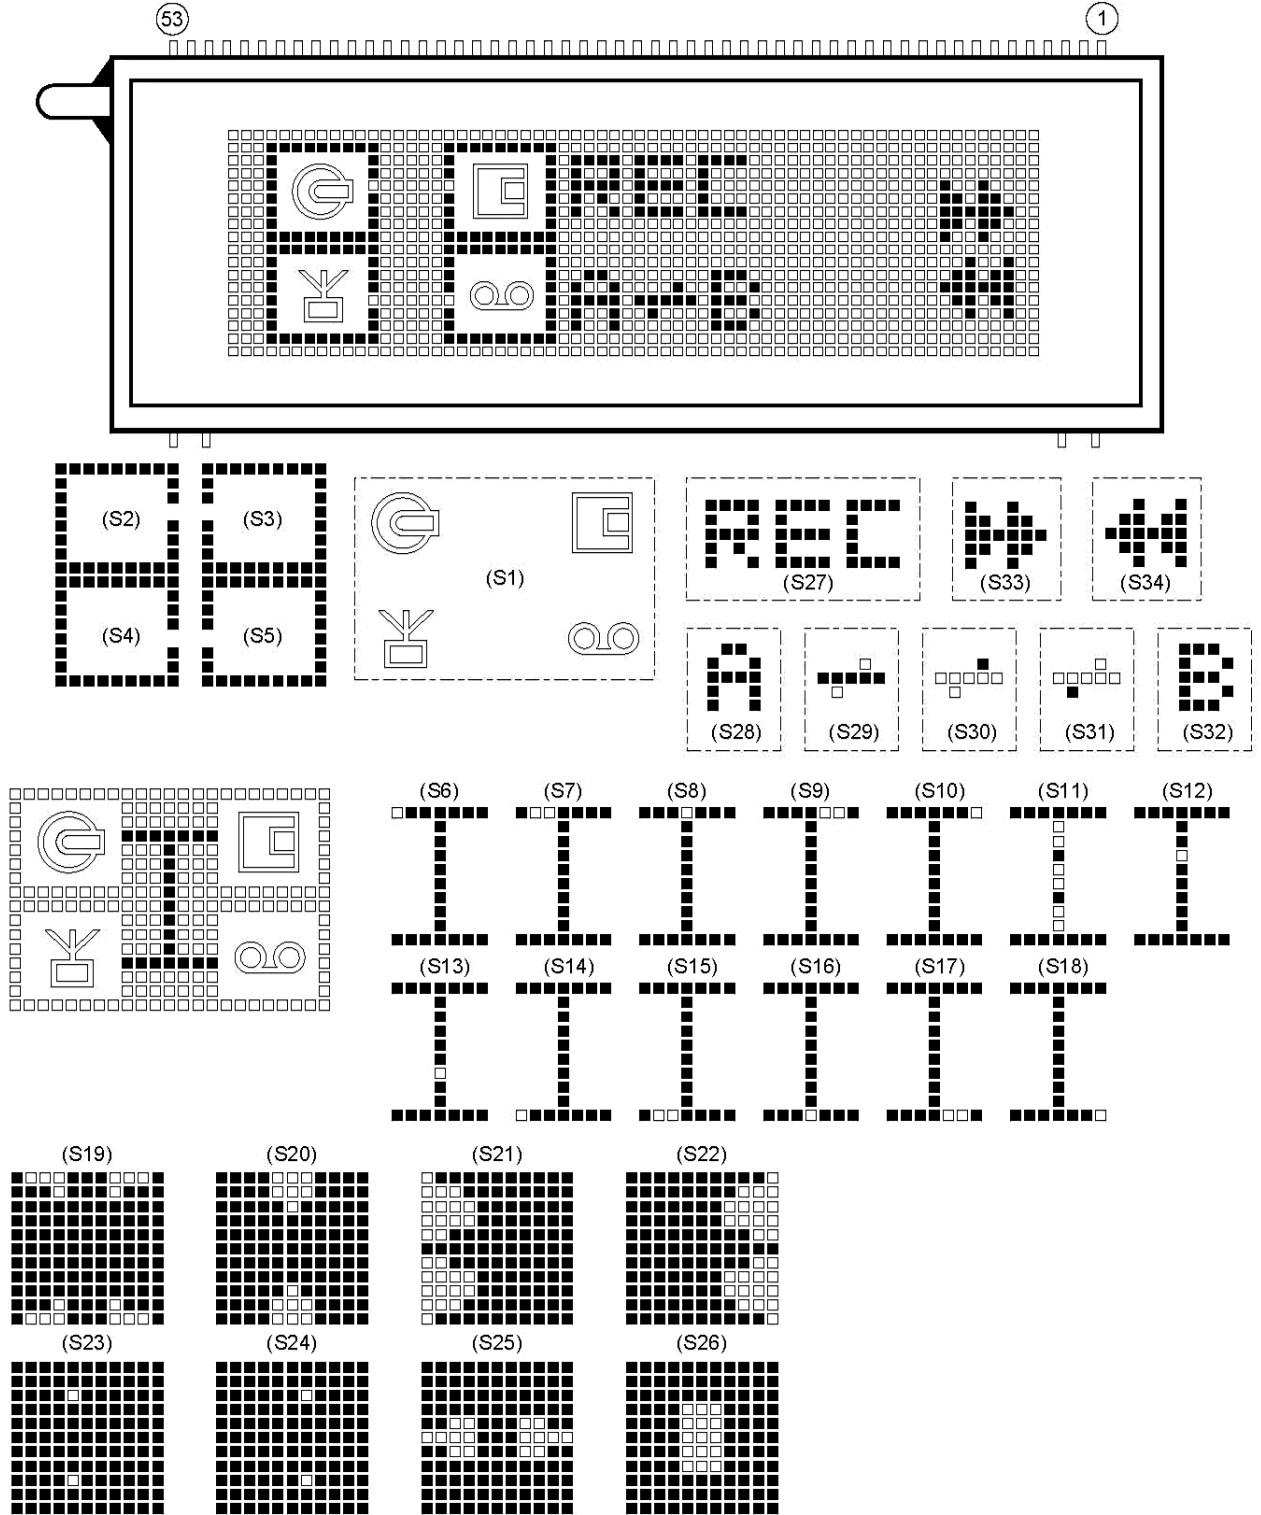 53 1
REC
A B
(S2) (S3)
(S4) (S5)
(S1)
REC
(S27) (S33) (S34)
A B
(S28) (S29) (S30) (S31) (S32)
(S6) (S7) (S8) (S9) (S10) (S11) (S12)
(S13) (S14) (S15) (S16) (S17) (S18)
(S19) (S20) (S21) (S22)
(S23) (S24) (S25) (S26)